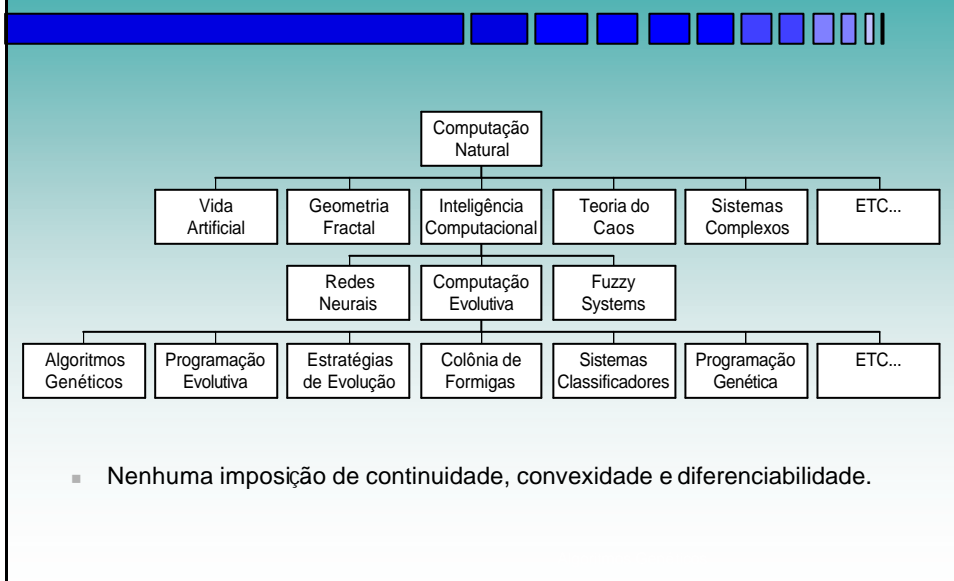 Computação
Natural
Vida
Artificial
Geometria
Fractal
Inteligência
Computacional
Teoria do
Caos
Sistemas
Complexos
ETC...
Redes
Neurais
Computação
Evolutiva
Fuzzy
Systems
Algoritmos
Genéticos
Programação
Evolutiva
Estratégias
de Evolução
Colônia de
Formigas
Sistemas
Classificadores
Programação
Genética
ETC...
Nenhuma imposição de continuidade, convexidade e diferenciabilidade.